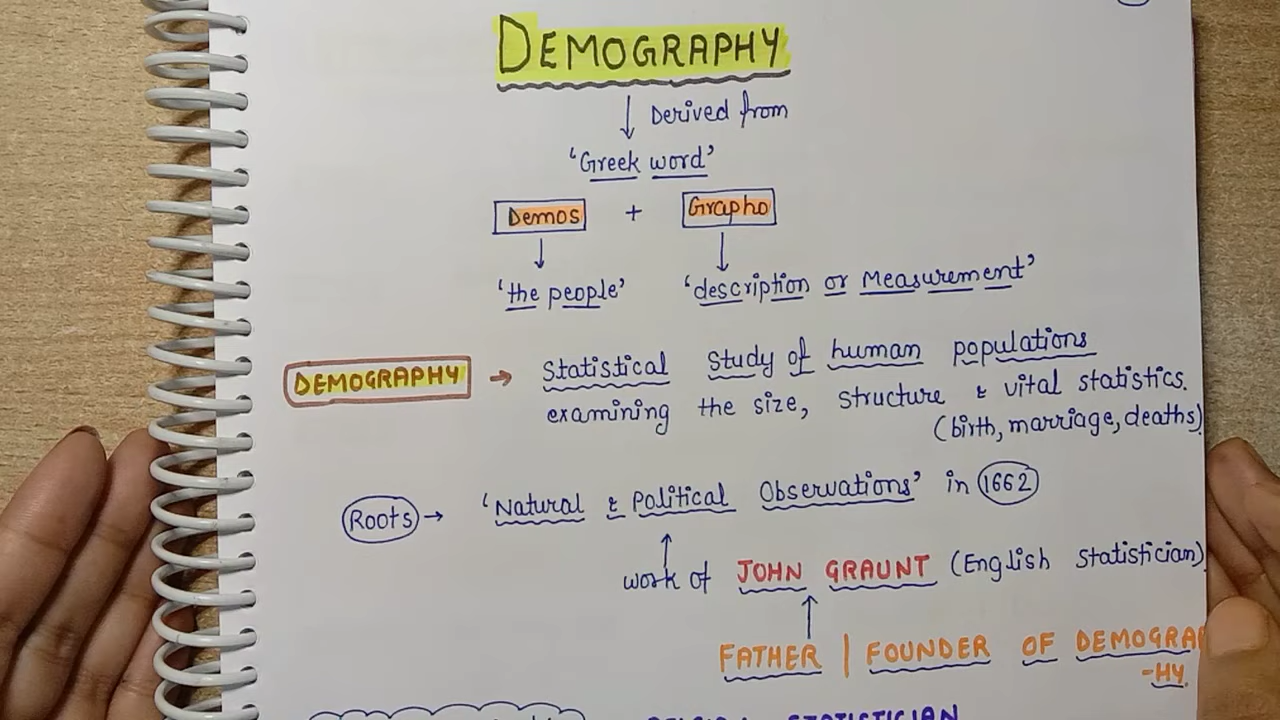 DEMOGRAPHY
↓ Derived from
‘Greek word’
Demos + Grapho
↓ ↓
‘the people’ ‘description or Measurement’
DEMOGRAPHY → Statistical Study of human populations
examining the size, structure & vital statistics.
(birth, marriage, deaths)
Roots → ‘Natural & Political Observations’ in 1662
↑
work of JOHN GRAUNT (English Statistician)
↑
FATHER | FOUNDER OF DEMOGRA
-HY
STATISTICIAN